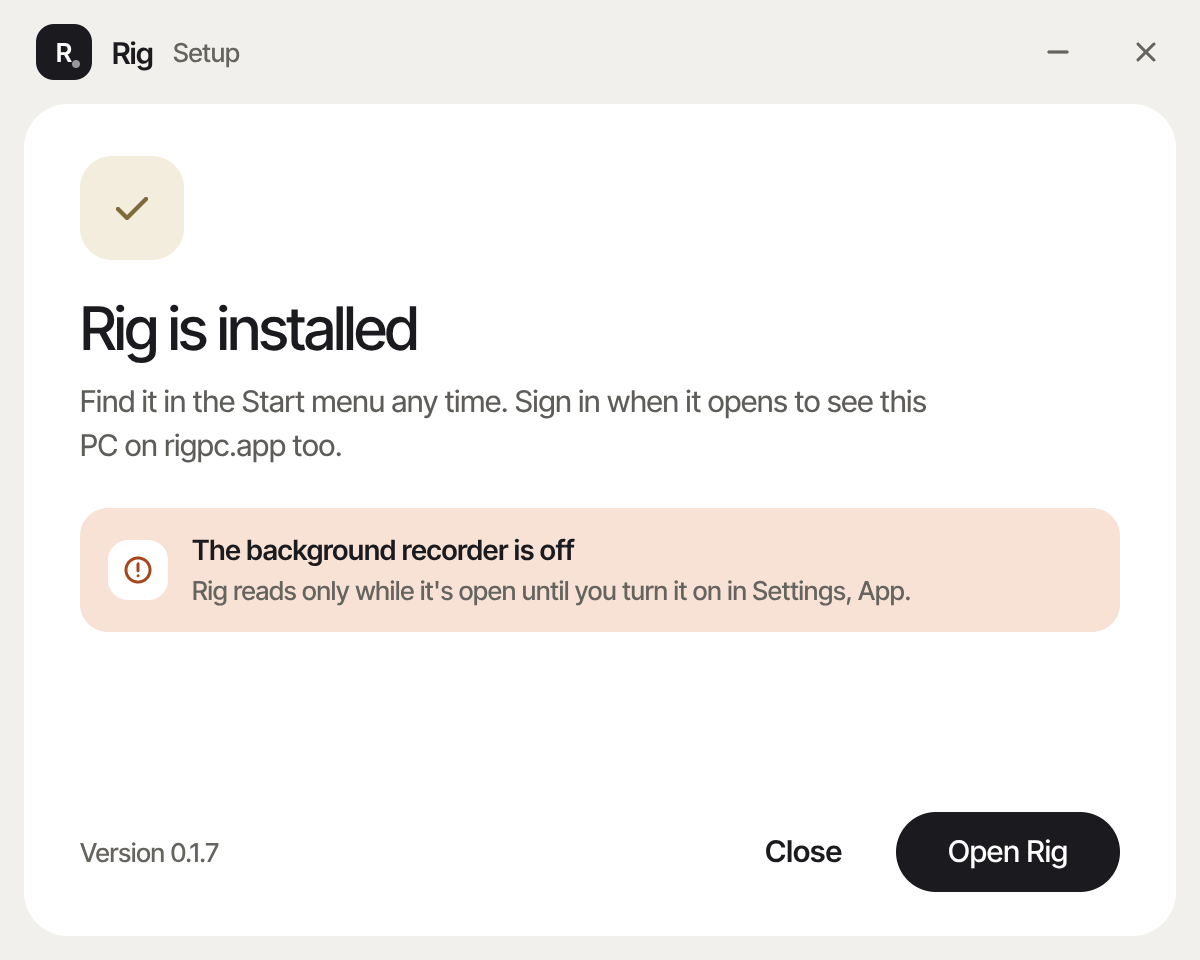 R
Rig Setup
Rig is installed
Find it in the Start menu any time. Sign in when it opens to see this
PC on rigpc.app too.
The background recorder is off
Rig reads only while it's open until you turn it on in Settings, App.
Version 0.1.7
Close
Open Rig